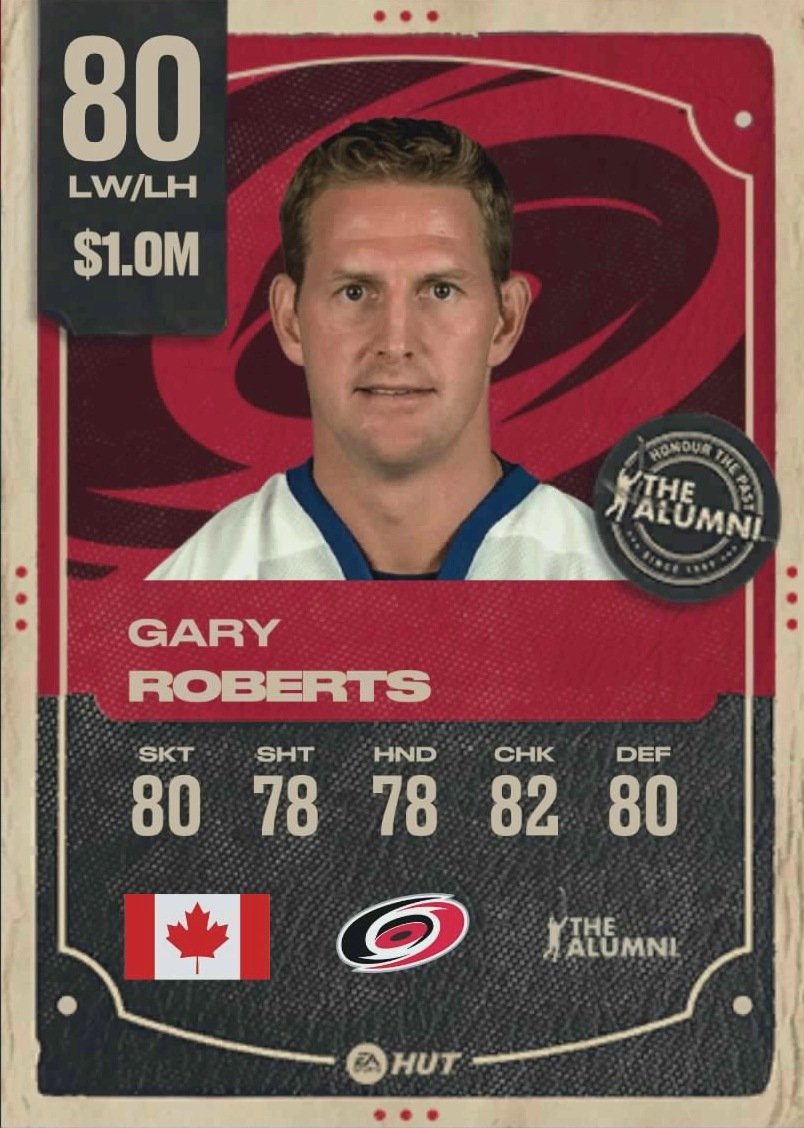 80
LW/LH
$1.0M
HONOUR THE PAST
THE
ALUMNI
GARY
ROBERTS
SKT SHT HND CHK DEF
80 78 78 82 80
THE
ALUMNI
EA
HUT